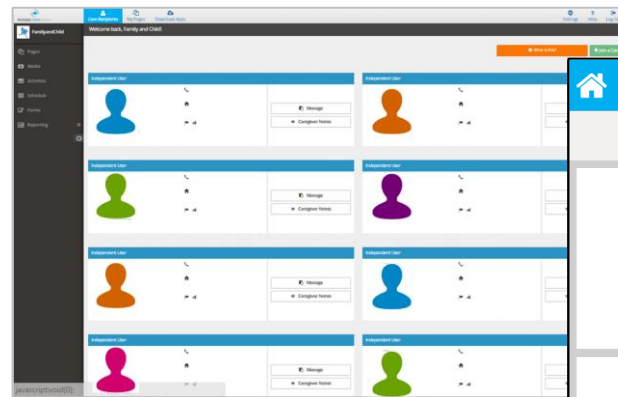 Care Recipients
My Pages
Downloads Apps
Settings
Help
Log Out
FamilyandChild
Welcome back, Family and Child!
Pages
Media
Activities
Schedule
Forms
Reporting
Independent User
Independent User
Manage
Caregiver Notes
Independent User
Independent User
Manage
Caregiver Notes
Independent User
Independent User
Manage
Caregiver Notes
Independent User
Independent User
Manage
Caregiver Notes
javascript:void(0);